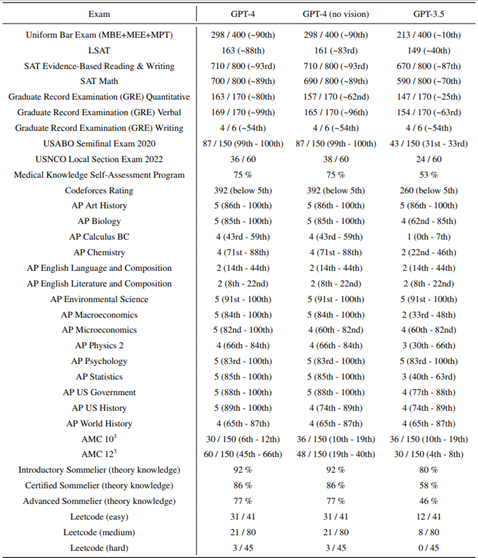 Exam GPT-4 GPT-4 (no vision) GPT-3.5
Uniform Bar Exam (MBE+MEE+MPT) 298 / 400 (~90th) 298 / 400 (~90th) 213 / 400 (~10th)
LSAT 163 (~88th) 161 (~83rd) 149 (~40th)
SAT Evidence-Based Reading & Writing 710 / 800 (~93rd) 710 / 800 (~93rd) 670 / 800 (~87th)
SAT Math 700 / 800 (~89th) 690 / 800 (~89th) 590 / 800 (~70th)
Graduate Record Examination (GRE) Quantitative 163 / 170 (~80th) 157 / 170 (~62nd) 147 / 170 (~25th)
Graduate Record Examination (GRE) Verbal 169 / 170 (~99th) 165 / 170 (~96th) 154 / 170 (~63rd)
Graduate Record Examination (GRE) Writing 4 / 6 (~54th) 4 / 6 (~54th) 4 / 6 (~54th)
USABO Semifinal Exam 2020 87 / 150 (99th - 100th) 87 / 150 (99th - 100th) 43 / 150 (31st - 33rd)
USNCO Local Section Exam 2022 36 / 60 38 / 60 24 / 60
Medical Knowledge Self-Assessment Program 75 % 75 % 53 %
Codeforces Rating 392 (below 5th) 392 (below 5th) 260 (below 5th)
AP Art History 5 (86th - 100th) 5 (86th - 100th) 5 (86th - 100th)
AP Biology 5 (85th - 100th) 5 (85th - 100th) 4 (62nd - 85th)
AP Calculus BC 4 (43rd - 59th) 4 (43rd - 59th) 1 (0th - 7th)
AP Chemistry 4 (71st - 88th) 4 (71st - 88th) 2 (22nd - 46th)
AP English Language and Composition 2 (14th - 44th) 2 (14th - 44th) 2 (14th - 44th)
AP English Literature and Composition 2 (8th - 22nd) 2 (8th - 22nd) 2 (8th - 22nd)
AP Environmental Science 5 (91st - 100th) 5 (91st - 100th) 5 (91st - 100th)
AP Macroeconomics 5 (84th - 100th) 5 (84th - 100th) 2 (33rd - 48th)
AP Microeconomics 5 (82nd - 100th) 4 (60th - 82nd) 4 (60th - 82nd)
AP Physics 2 4 (66th - 84th) 4 (66th - 84th) 3 (30th - 66th)
AP Psychology 5 (83rd - 100th) 5 (83rd - 100th) 5 (83rd - 100th)
AP Statistics 5 (85th - 100th) 5 (85th - 100th) 3 (40th - 63rd)
AP US Government 5 (88th - 100th) 5 (88th - 100th) 4 (77th - 88th)
AP US History 5 (89th - 100th) 4 (74th - 89th) 4 (74th - 89th)
AP World History 4 (65th - 87th) 4 (65th - 87th) 4 (65th - 87th)
AMC 10³ 30 / 150 (6th - 12th) 36 / 150 (10th - 19th) 36 / 150 (10th - 19th)
AMC 12³ 60 / 150 (45th - 66th) 48 / 150 (19th - 40th) 30 / 150 (4th - 8th)
Introductory Sommelier (theory knowledge) 92 % 92 % 80 %
Certified Sommelier (theory knowledge) 86 % 86 % 58 %
Advanced Sommelier (theory knowledge) 77 % 77 % 46 %
Leetcode (easy) 31 / 41 31 / 41 12 / 41
Leetcode (medium) 21 / 80 21 / 80 8 / 80
Leetcode (hard) 3 / 45 3 / 45 0 / 45